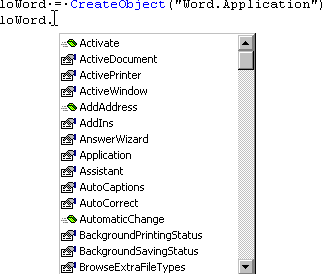 loWord = CreateObject("Word.Application")
loWord.
Activate
ActiveDocument
ActivePrinter
ActiveWindow
AddAddress
AddIns
AnswerWizard
Application
Assistant
AutoCaptions
AutoCorrect
AutomaticChange
BackgroundPrintingStatus
BackgroundSavingStatus
BrowseExtraFileTypes